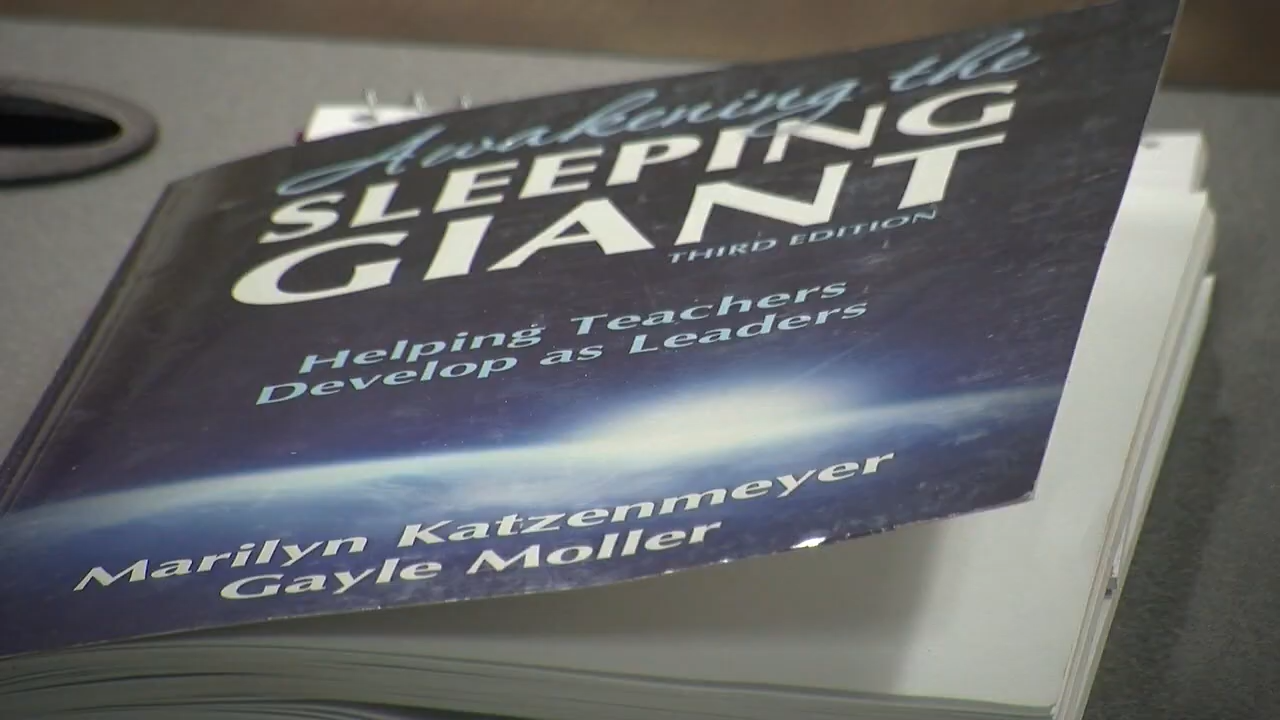 Awakening the
SLEEPING
GIANT
THIRD EDITION
Helping Teachers
Develop as Leaders
Marilyn Katzenmeyer
Gayle Moller